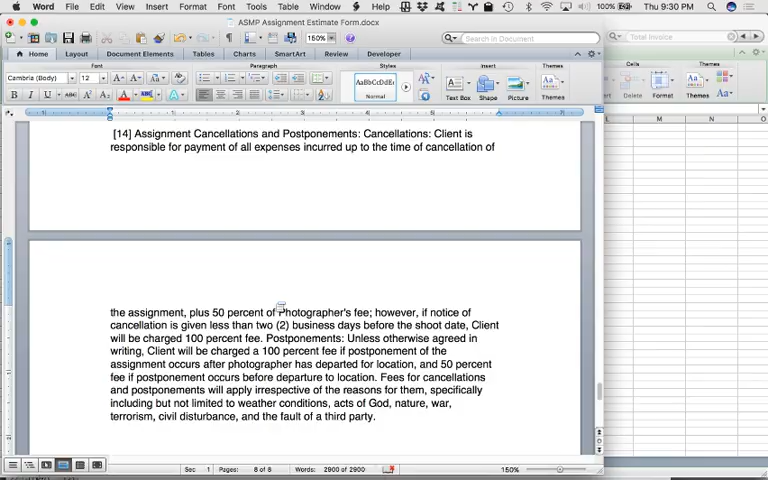 Word File Edit View Insert Format Font Tools Table Window Help 100% Thu 9:30 PM
ASMP Assignment Estimate Form.docx
150% Search in Document Total Invoice
Home Layout Document Elements Tables Charts SmartArt Review Developer
Font Paragraph Styles Insert Themes Cells Themes
Cambria (Body) 12 AaBbCcDdEe Normal Text Box Shape Picture Themes Delete Format Themes
B I U
L M N O
[14] Assignment Cancellations and Postponements: Cancellations: Client is
responsible for payment of all expenses incurred up to the time of cancellation of
the assignment, plus 50 percent of Photographer's fee; however, if notice of
cancellation is given less than two (2) business days before the shoot date, Client
will be charged 100 percent fee. Postponements: Unless otherwise agreed in
writing, Client will be charged a 100 percent fee if postponement of the
assignment occurs after photographer has departed for location, and 50 percent
fee if postponement occurs before departure to location. Fees for cancellations
and postponements will apply irrespective of the reasons for them, specifically
including but not limited to weather conditions, acts of God, nature, war,
terrorism, civil disturbance, and the fault of a third party.
Sec 1 Pages: 8 of 8 Words: 2900 of 2900 150%